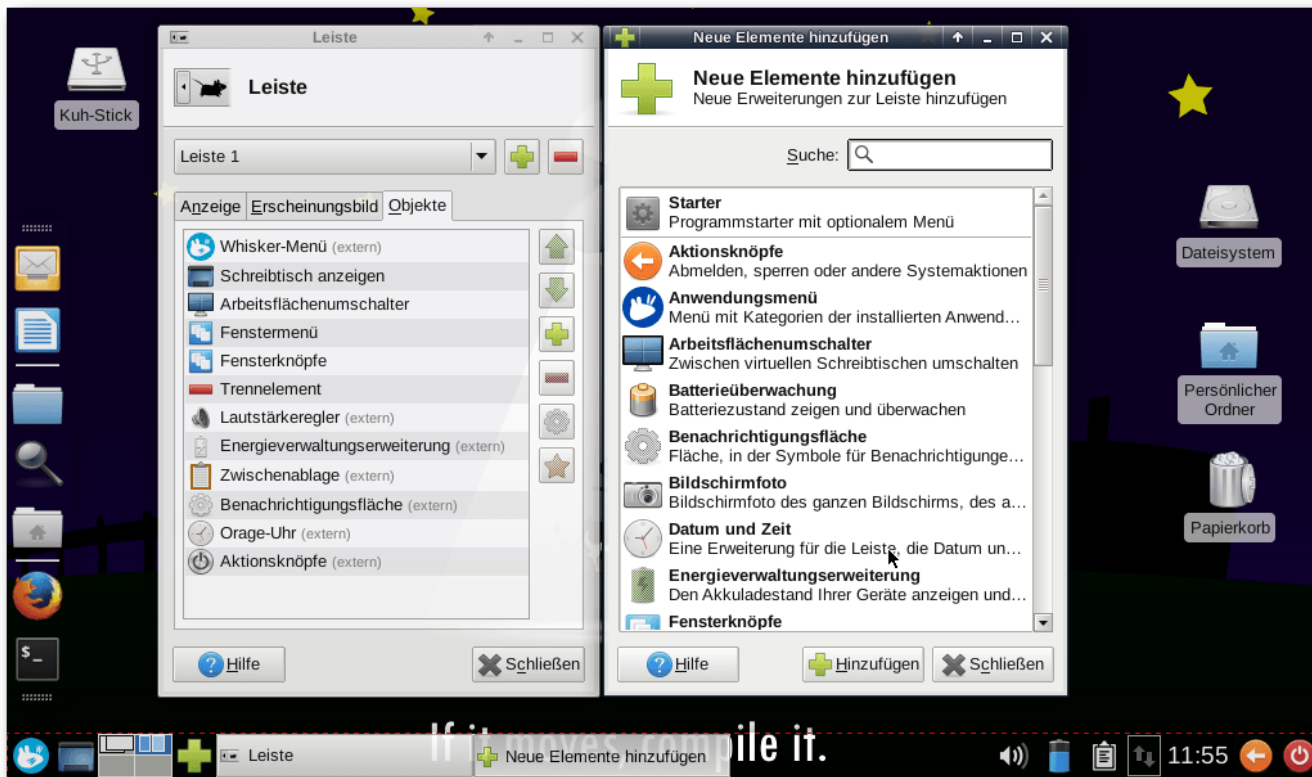 Kuh-Stick
Leiste
Leiste
Leiste 1
Anzeige Erscheinungsbild Objekte
Whisker-Menü (extern)
Schreibtisch anzeigen
Arbeitsflächenumschalter
Fenstermenü
Fensterknöpfe
Trennelement
Lautstärkeregler (extern)
Energieverwaltungserweiterung (extern)
Zwischenablage (extern)
Benachrichtigungsfläche (extern)
Orage-Uhr (extern)
Aktionsknöpfe (extern)
Hilfe
Schließen
Neue Elemente hinzufügen
Neue Elemente hinzufügen
Neue Erweiterungen zur Leiste hinzufügen
Suche:
Starter
Programmstarter mit optionalem Menü
Aktionsknöpfe
Abmelden, sperren oder andere Systemaktionen
Anwendungsmenü
Menü mit Kategorien der installierten Anwend...
Arbeitsflächenumschalter
Zwischen virtuellen Schreibtischen umschalten
Batterieüberwachung
Batteriezustand zeigen und überwachen
Benachrichtigungsfläche
Fläche, in der Symbole für Benachrichtigunge...
Bildschirmfoto
Bildschirmfoto des ganzen Bildschirms, des a...
Datum und Zeit
Eine Erweiterung für die Leiste, die Datum un...
Energieverwaltungserweiterung
Den Akkuladestand Ihrer Geräte anzeigen und...
Fensterknöpfe
Hilfe
Hinzufügen
Schließen
Dateisystem
Persönlicher
Ordner
Papierkorb
$_
If it moves, compile it.
Leiste
Neue Elemente hinzufügen
11:55